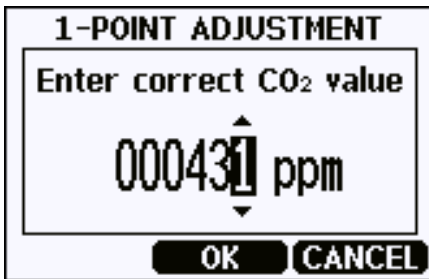 1-POINT ADJUSTMENT
Enter correct CO₂ value
000431 ppm
OK CANCEL